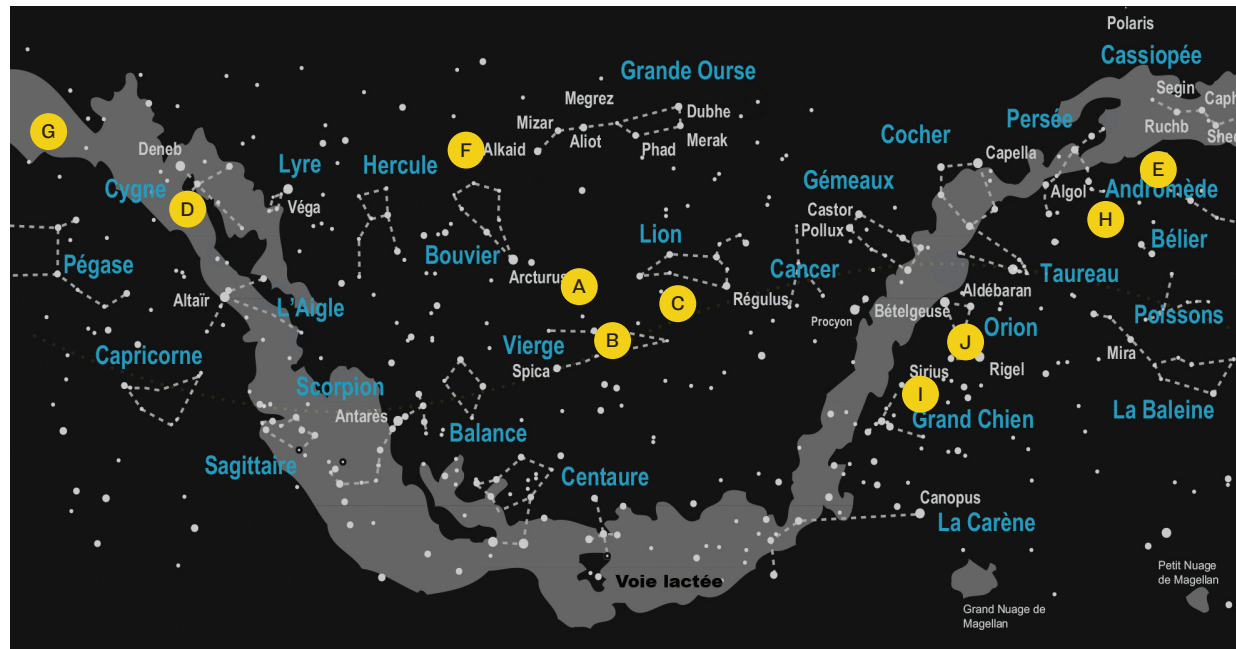 Polaris
Cassiopée
Grande Ourse
Segin
Caph
Megrez
Dubhe
Persée
Mizar
Ruchb
Shed
G
Aliot
Merak
Cocher
Deneb
F
Alkaid
Phad
Capella
Lyre
Hercule
E
Gémeaux
Algol
Andromède
Cygne
Véga
Castor
D
H
Pollux
Lion
Bélier
Bouvier
Pégase
Cancer
Arcturus
Taureau
A
Altaïr
L'Aigle
Régulus
Aldébaran
C
Bételgeuse
Poissons
Procyon
Orion
Vierge
B
J
Capricorne
Mira
Spica
Sirius
Rigel
Scorpion
I
La Baleine
Antarès
Grand Chien
Balance
Sagittaire
Centaure
Canopus
La Carène
Voie lactée
Petit Nuage
de Magellan
Grand Nuage de
Magellan